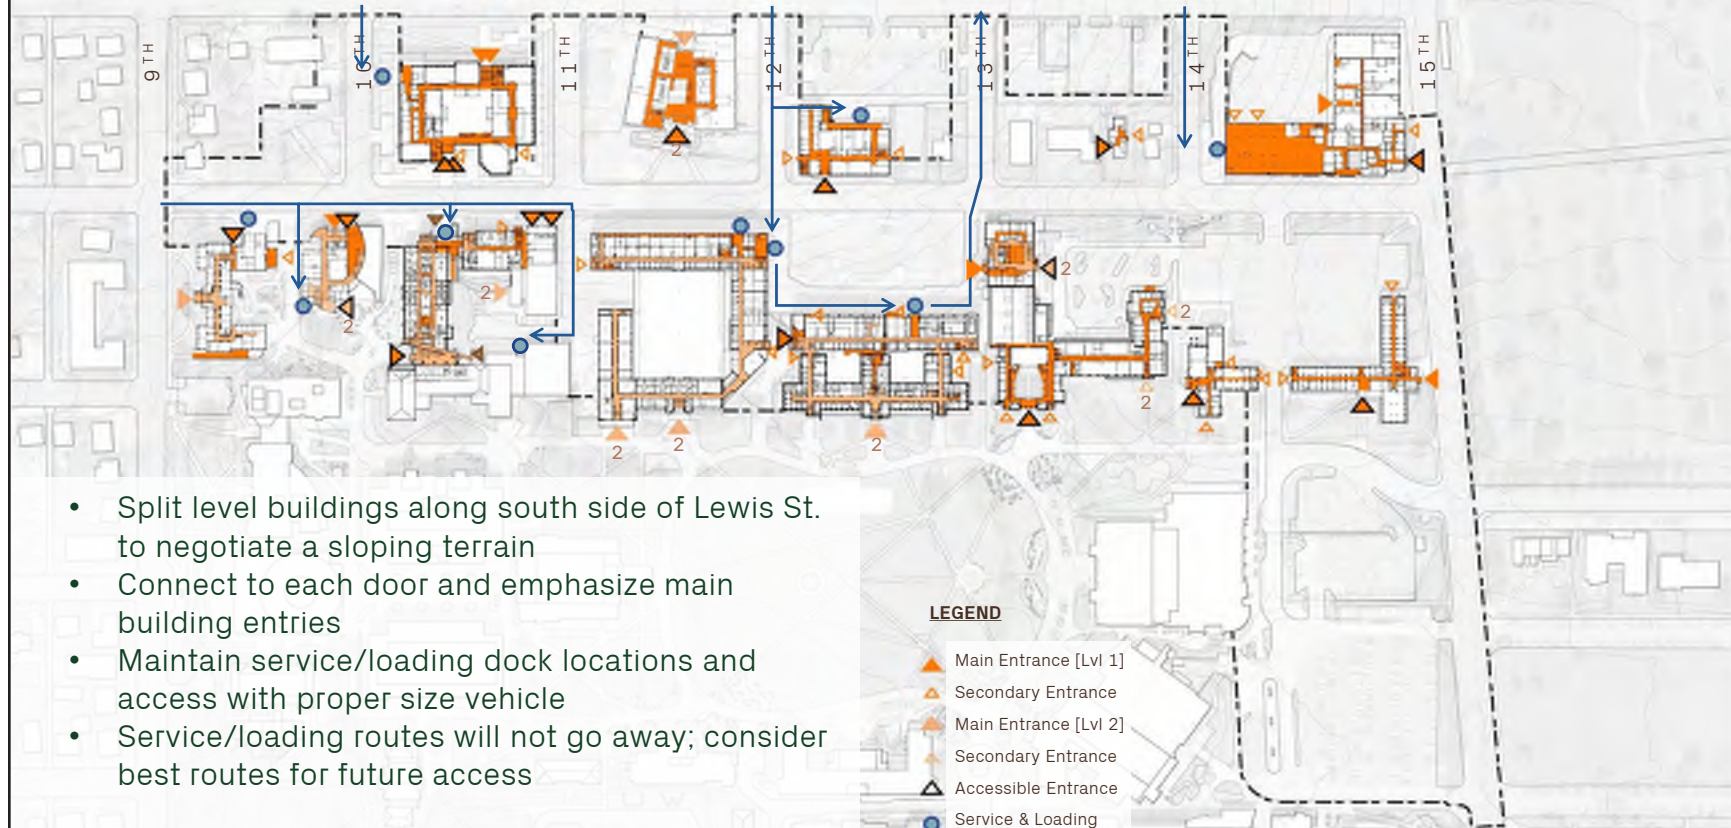 9TH
10TH
11TH
12TH
13TH
14TH
15TH
2
2
2
2
2
2
2
2
2
• Split level buildings along south side of Lewis St.
to negotiate a sloping terrain
• Connect to each door and emphasize main
building entries
• Maintain service/loading dock locations and
access with proper size vehicle
• Service/loading routes will not go away; consider
best routes for future access
LEGEND
Main Entrance [Lvl 1]
Secondary Entrance
Main Entrance [Lvl 2]
Secondary Entrance
Accessible Entrance
Service & Loading